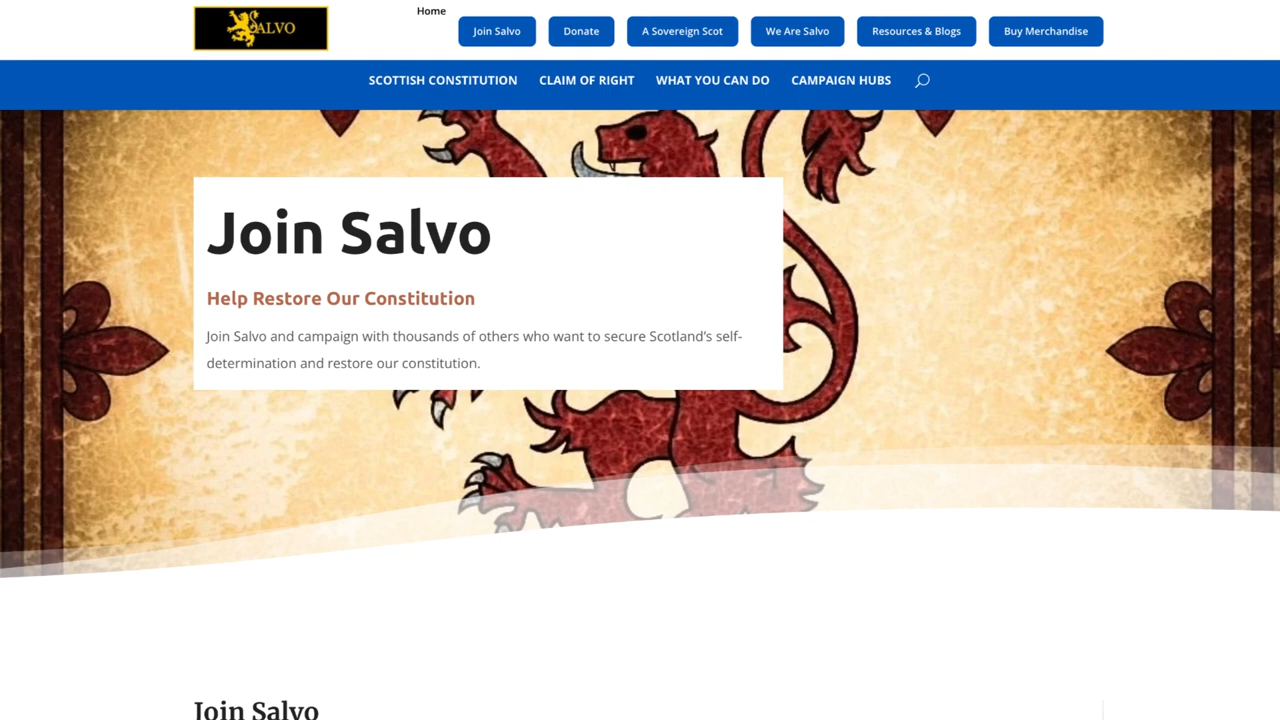 SALVO
Home
Join Salvo
Donate
A Sovereign Scot
We Are Salvo
Resources & Blogs
Buy Merchandise
SCOTTISH CONSTITUTION
CLAIM OF RIGHT
WHAT YOU CAN DO
CAMPAIGN HUBS
Join Salvo
Help Restore Our Constitution
Join Salvo and campaign with thousands of others who want to secure Scotland’s self-
determination and restore our constitution.
Join Salvo